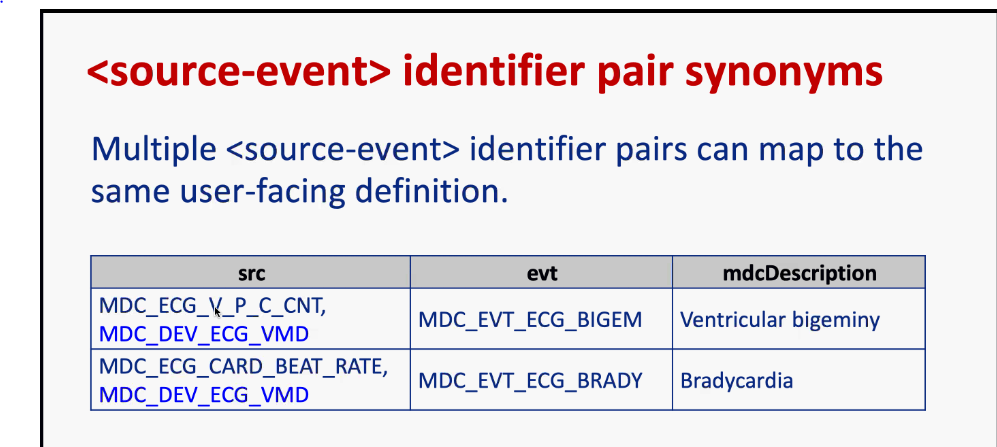 <source-event> identifier pair synonyms
Multiple <source-event> identifier pairs can map to the
same user-facing definition.
src evt mdcDescription
MDC_ECG_V_P_C_CNT,
MDC_DEV_ECG_VMD
MDC_EVT_ECG_BIGEM
Ventricular bigeminy
MDC_ECG_CARD_BEAT_RATE,
MDC_DEV_ECG_VMD
MDC_EVT_ECG_BRADY
Bradycardia